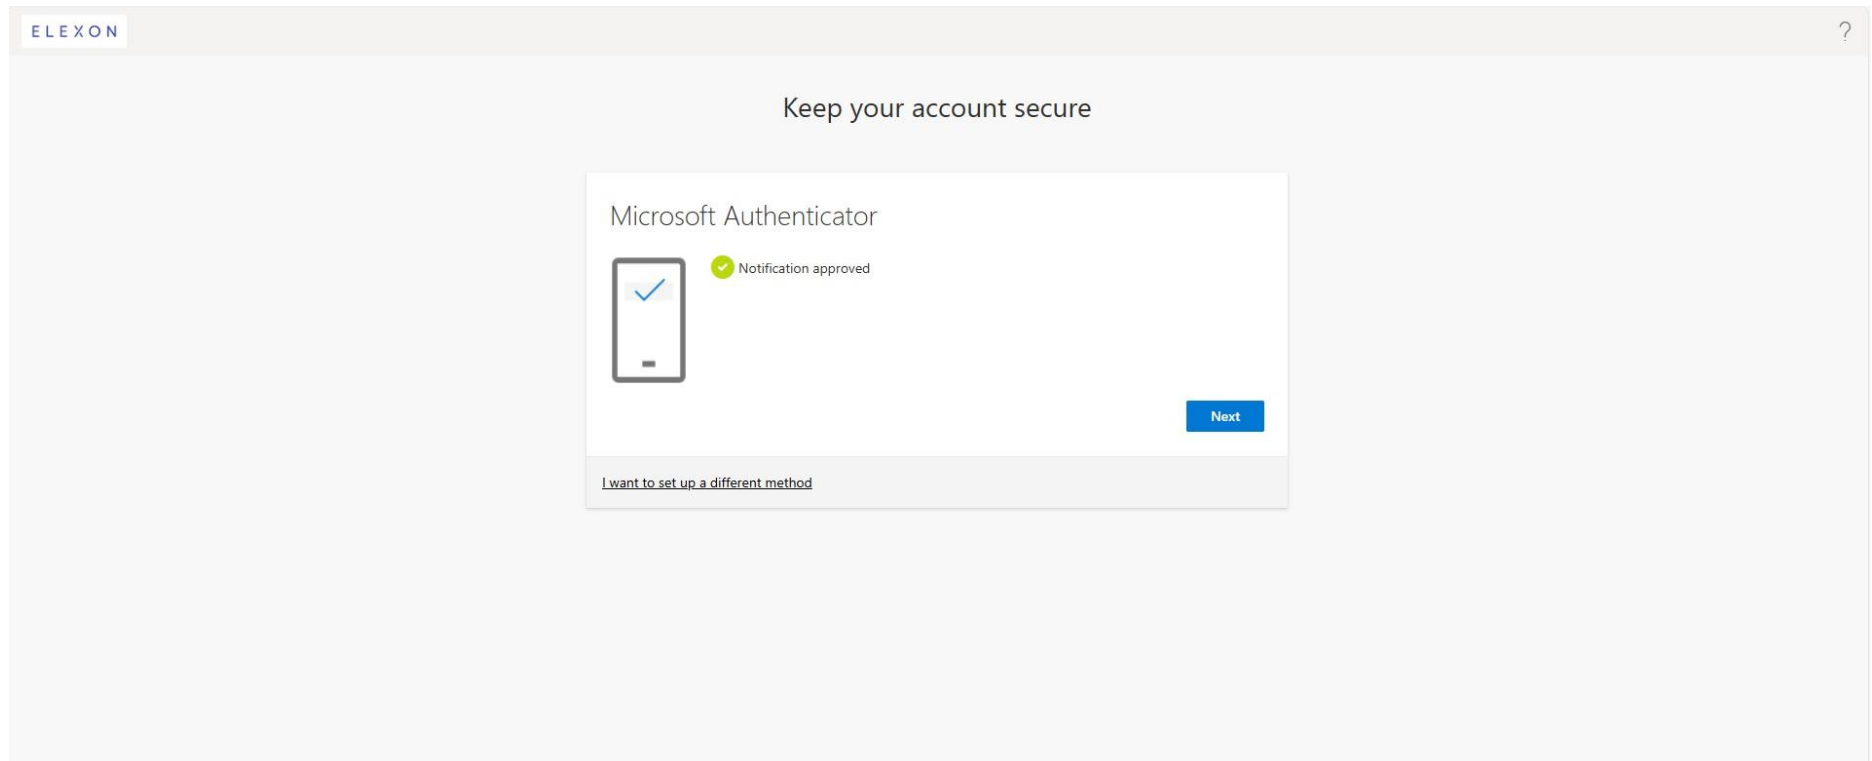 ELEXON
?
Keep your account secure
Microsoft Authenticator
Notification approved
Next
I want to set up a different method